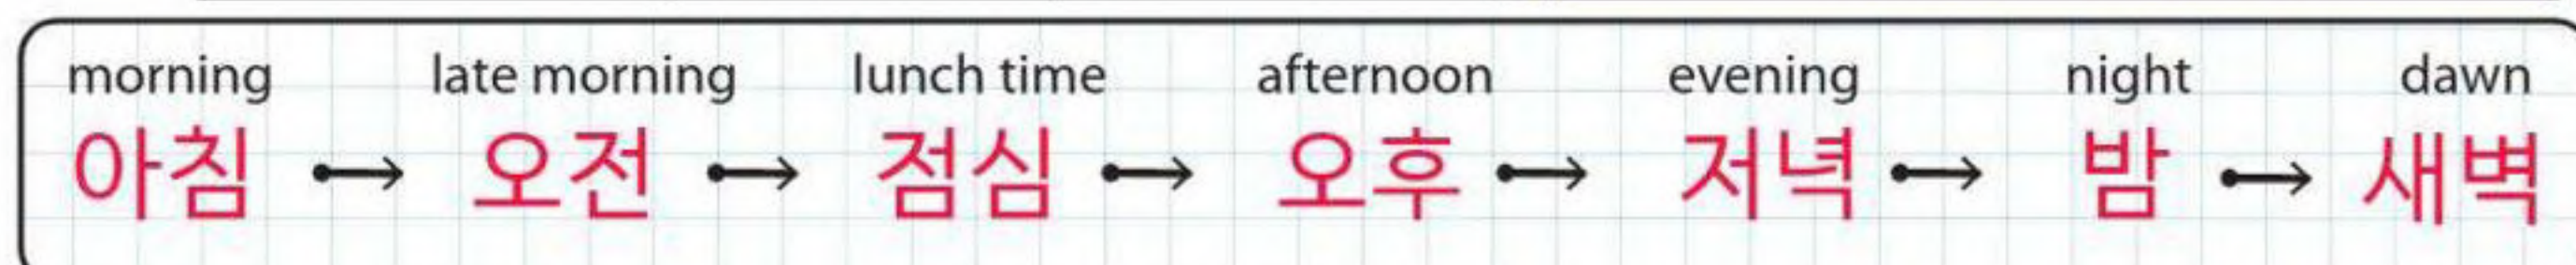 morning late morning lunch time afternoon evening night dawn
아침 오전 점심 오후 저녁 밤 새벽